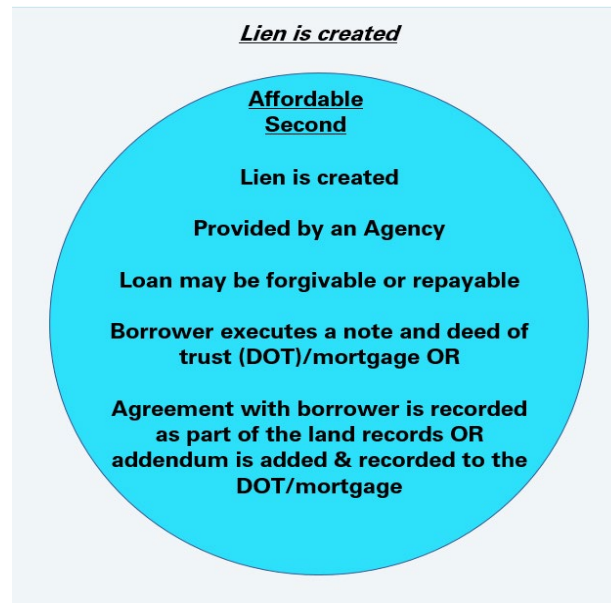 Lien is created
Affordable
Second
Lien is created
Provided by an Agency
Loan may be forgivable or repayable
Borrower executes a note and deed of
trust (DOT)/mortgage OR
Agreement with borrower is recorded
as part of the land records OR
addendum is added & recorded to the
DOT/mortgage